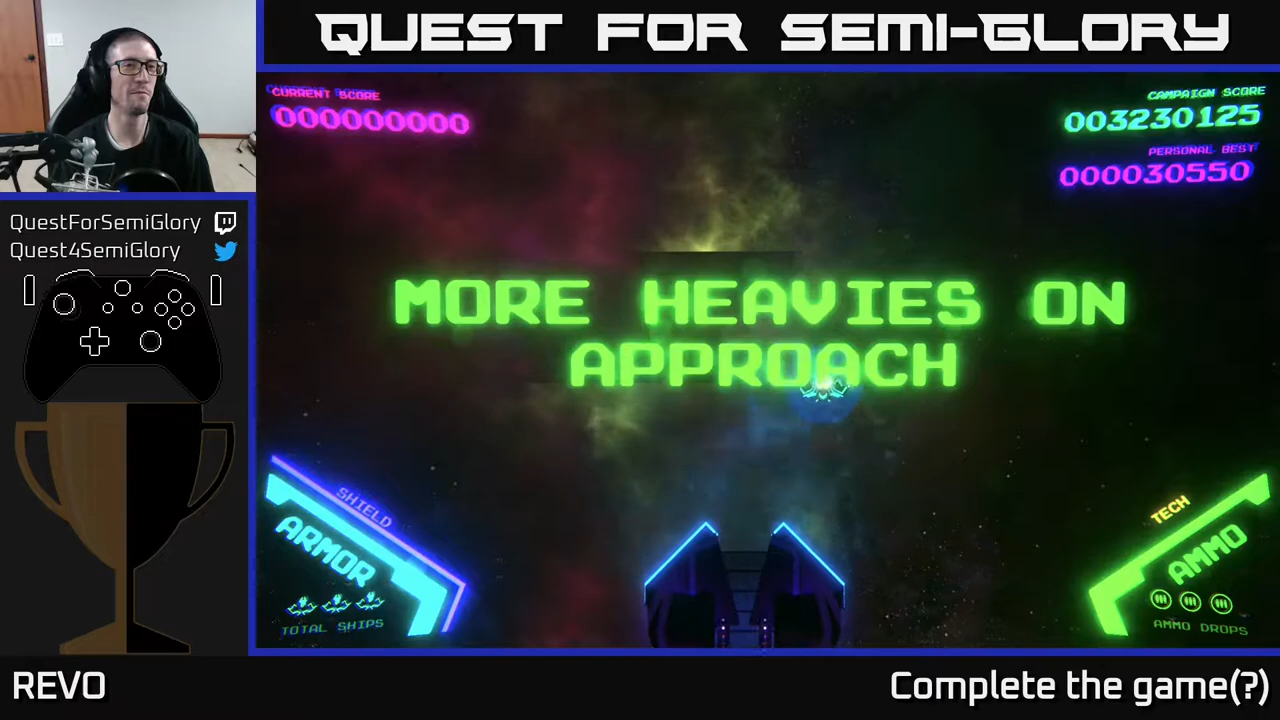 QUEST FOR SEMI-GLORY
CURRENT SCORE
000000000
CAMPAIGN SCORE
003230125
PERSONAL BEST
000030550
QuestForSemiGlory
Quest4SemiGlory
MORE HEAVIES ON
APPROACH
SHIELD
ARMOR
TOTAL SHIPS
TECH
AMMO
AMMO DROPS
REVO
Complete the game(?)